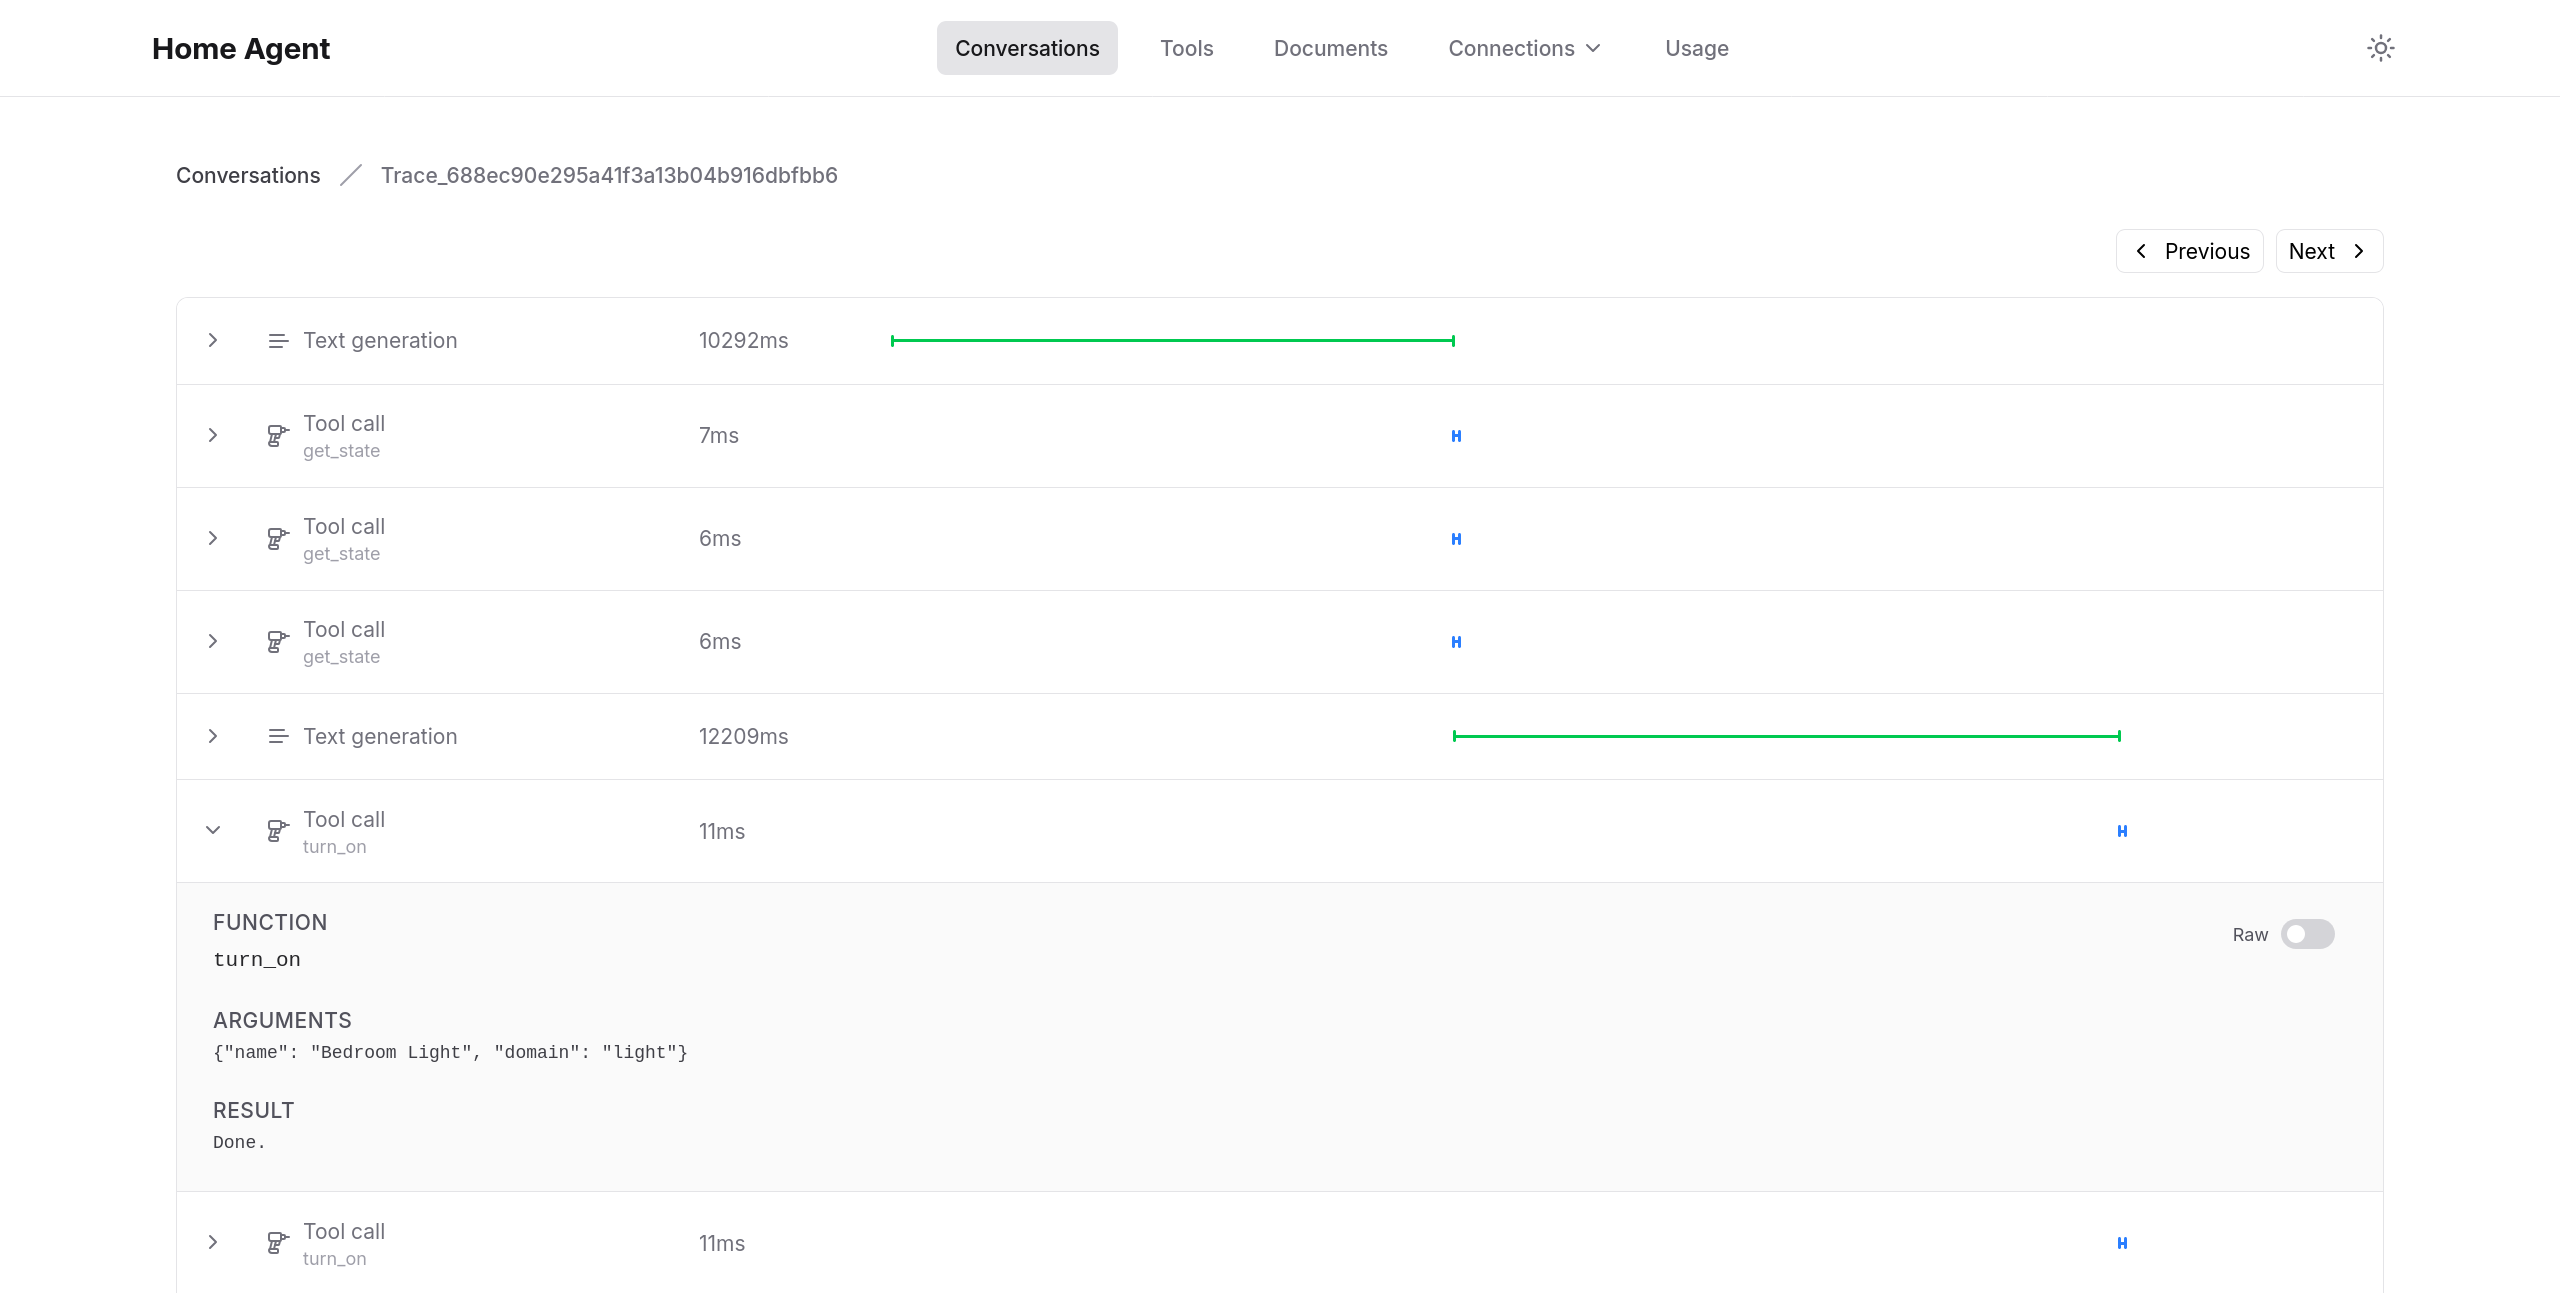 Home Agent
Conversations
Tools
Documents
Connections
Usage
Conversations / Trace_688ec90e295a41f3a13b04b916dbfbb6
Previous
Next
Text generation
10292ms
Tool call
get_state
7ms
Tool call
get_state
6ms
Tool call
get_state
6ms
Text generation
12209ms
Tool call
turn_on
11ms
FUNCTION
Raw
turn_on
ARGUMENTS
{"name": "Bedroom Light", "domain": "light"}
RESULT
Done.
Tool call
turn_on
11ms